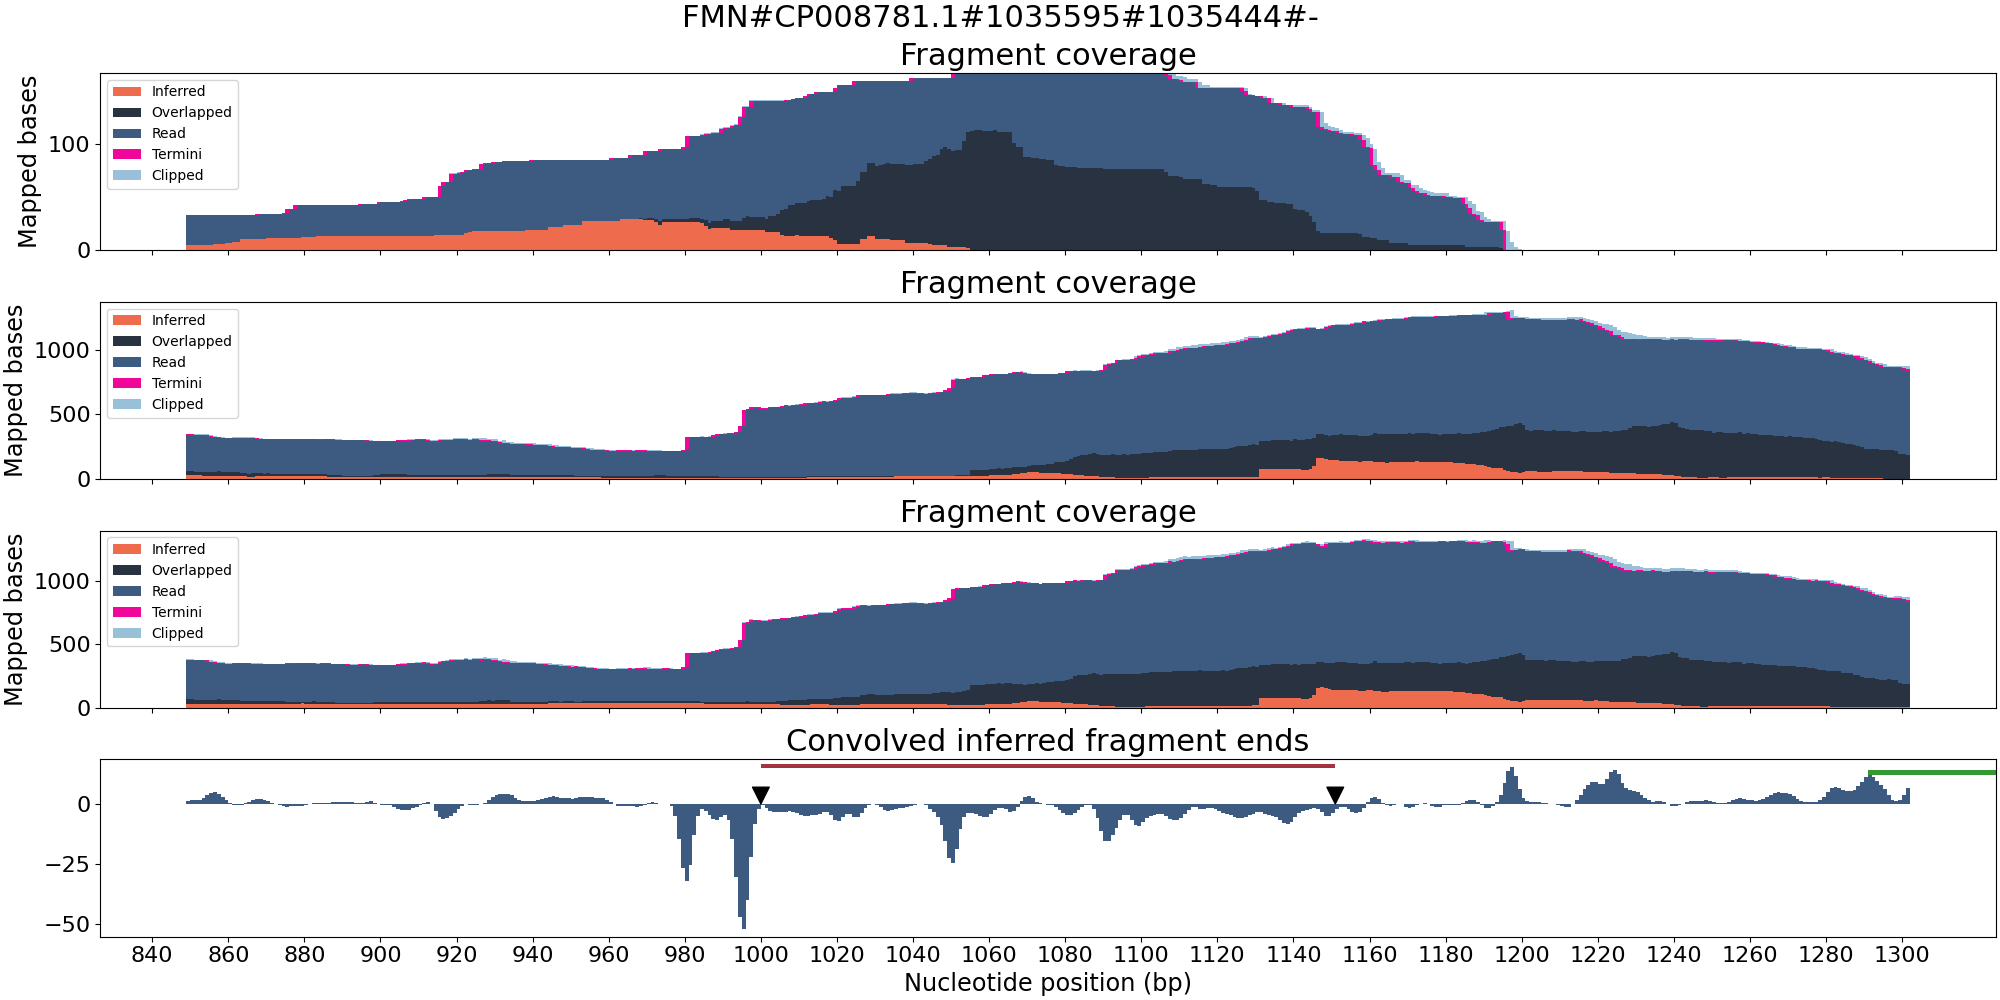 FMN#CP008781.1#1035595#1035444#-
Fragment coverage
Mapped bases
100
0
Inferred
Overlapped
Read
Termini
Clipped
Fragment coverage
Mapped bases
1000
500
0
Inferred
Overlapped
Read
Termini
Clipped
Fragment coverage
Mapped bases
1000
500
0
Inferred
Overlapped
Read
Termini
Clipped
Convolved inferred fragment ends
0
−25
−50
840 860 880 900 920 940 960 980 1000 1020 1040 1060 1080 1100 1120 1140 1160 1180 1200 1220 1240 1260 1280 1300
Nucleotide position (bp)